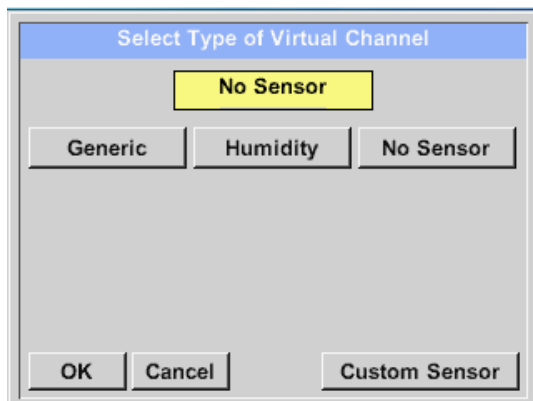 Select Type of Virtual Channel
No Sensor
Generic Humidity No Sensor
OK Cancel Custom Sensor